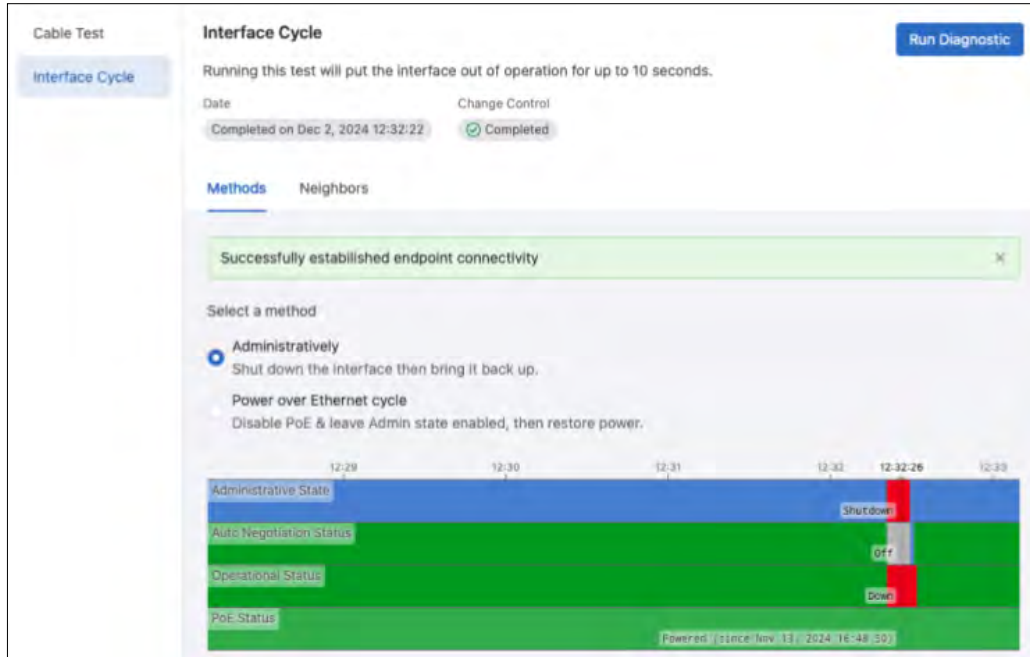 Cable Test
Interface Cycle
Interface Cycle
Run Diagnostic
Running this test will put the interface out of operation for up to 10 seconds.
Date
Change Control
Completed on Dec 2, 2024 12:32:22
Completed
Methods
Neighbors
Successfully estabilished endpoint connectivity
Select a method
Administratively
Shut down the interface then bring it back up.
Power over Ethernet cycle
Disable PoE & leave Admin state enabled, then restore power.
12:29 12:30 12:31 12:32 12:32:26 12:33
Administrative State
Shutdown
Auto Negotiation Status
Off
Operational Status
Down
PoE Status
Powered (since Nov 13, 2024 16:48:50)